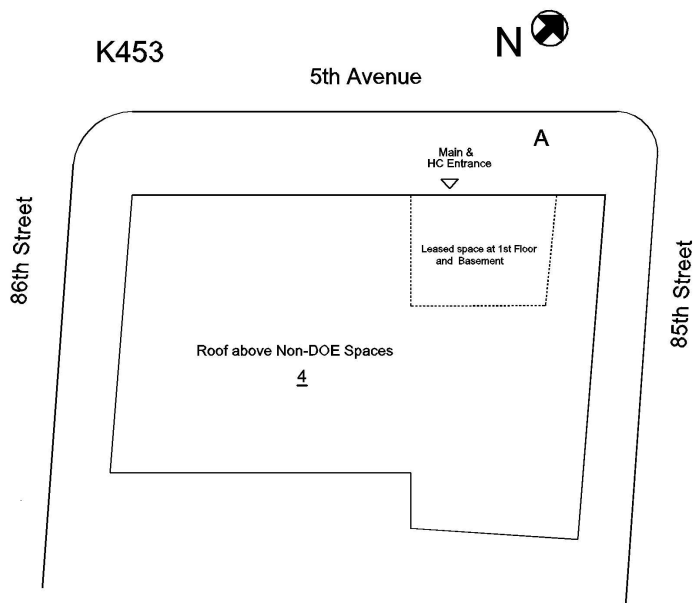 K453
N
5th Avenue
A
Main &
HC Entrance
86th Street
Leased space at 1st Floor
and Basement
85th Street
Roof above Non-DOE Spaces
4